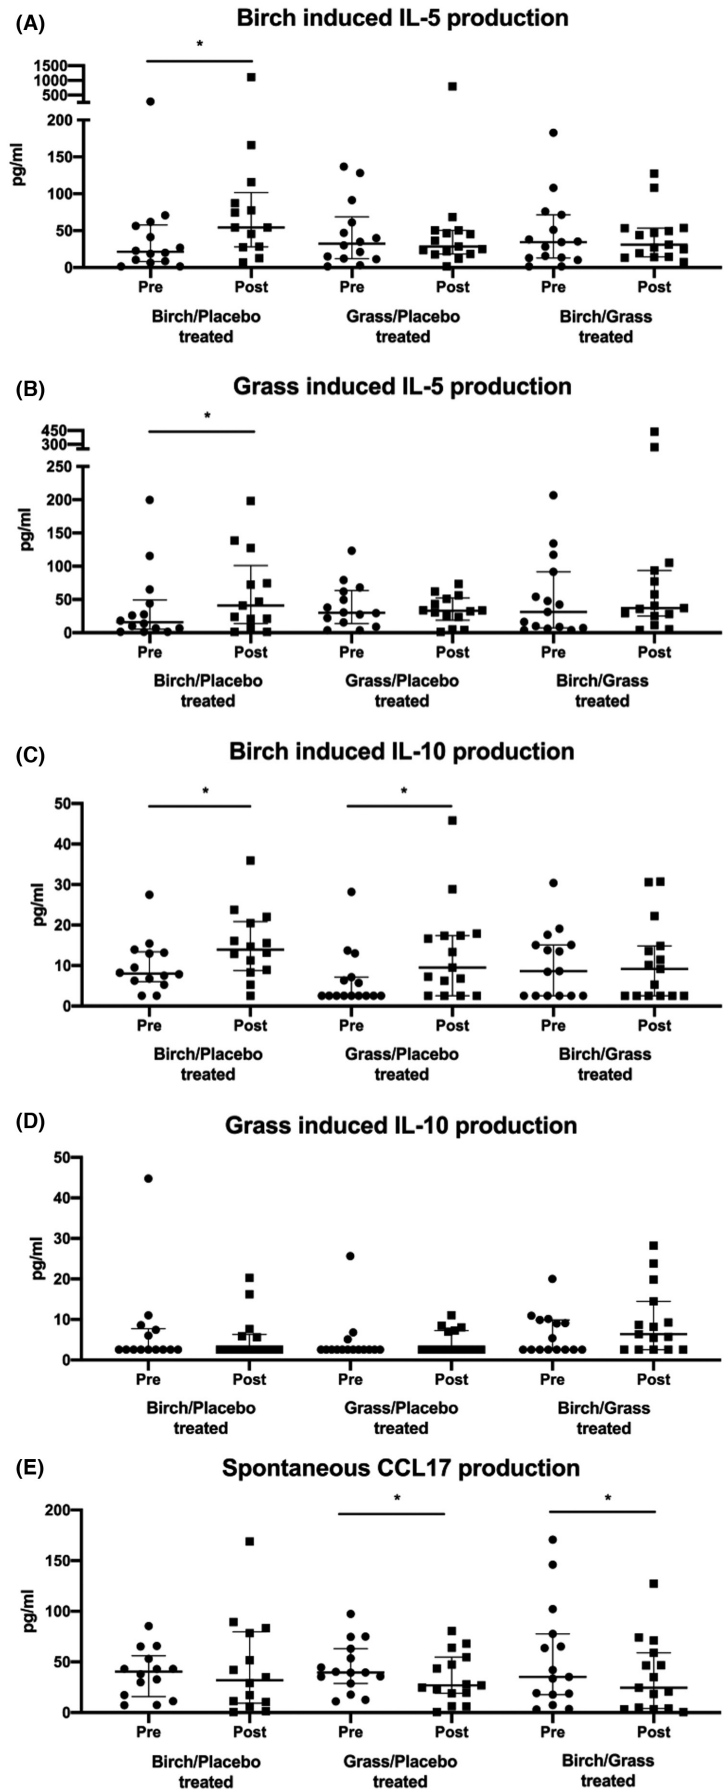 (A)
Birch induced IL-5 production
*
1500
1000
500
200
150
100
50
0
pg/ml
Pre Post Pre Post Pre Post
Birch/Placebo Grass/Placebo Birch/Grass
treated treated treated
(B)
Grass induced IL-5 production
*
450
300
250
200
150
100
50
0
pg/ml
Pre Post Pre Post Pre Post
Birch/Placebo Grass/Placebo Birch/Grass
treated treated treated
(C)
Birch induced IL-10 production
* *
50
40
30
20
10
0
pg/ml
Pre Post Pre Post Pre Post
Birch/Placebo Grass/Placebo Birch/Grass
treated treated treated
(D)
Grass induced IL-10 production
50
40
30
20
10
0
pg/ml
Pre Post Pre Post Pre Post
Birch/Placebo Grass/Placebo Birch/Grass
treated treated treated
(E)
Spontaneous CCL17 production
* *
200
150
100
50
0
pg/ml
Pre Post Pre Post Pre Post
Birch/Placebo Grass/Placebo Birch/Grass
treated treated treated